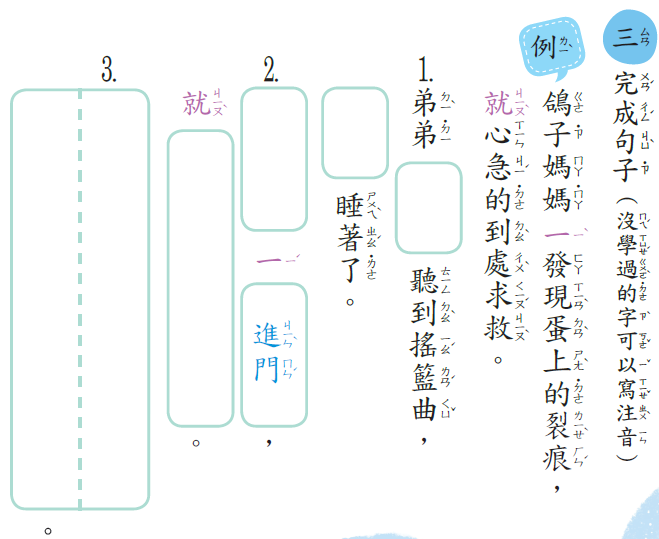 三 完成句子（沒學過的字可以寫注音）
例 鴿子媽媽一發現蛋上的裂痕，
就心急的到處求救。
1. 弟弟 聽到搖籃曲，
睡著了。
2. 一 進門，
就 。
3. 。